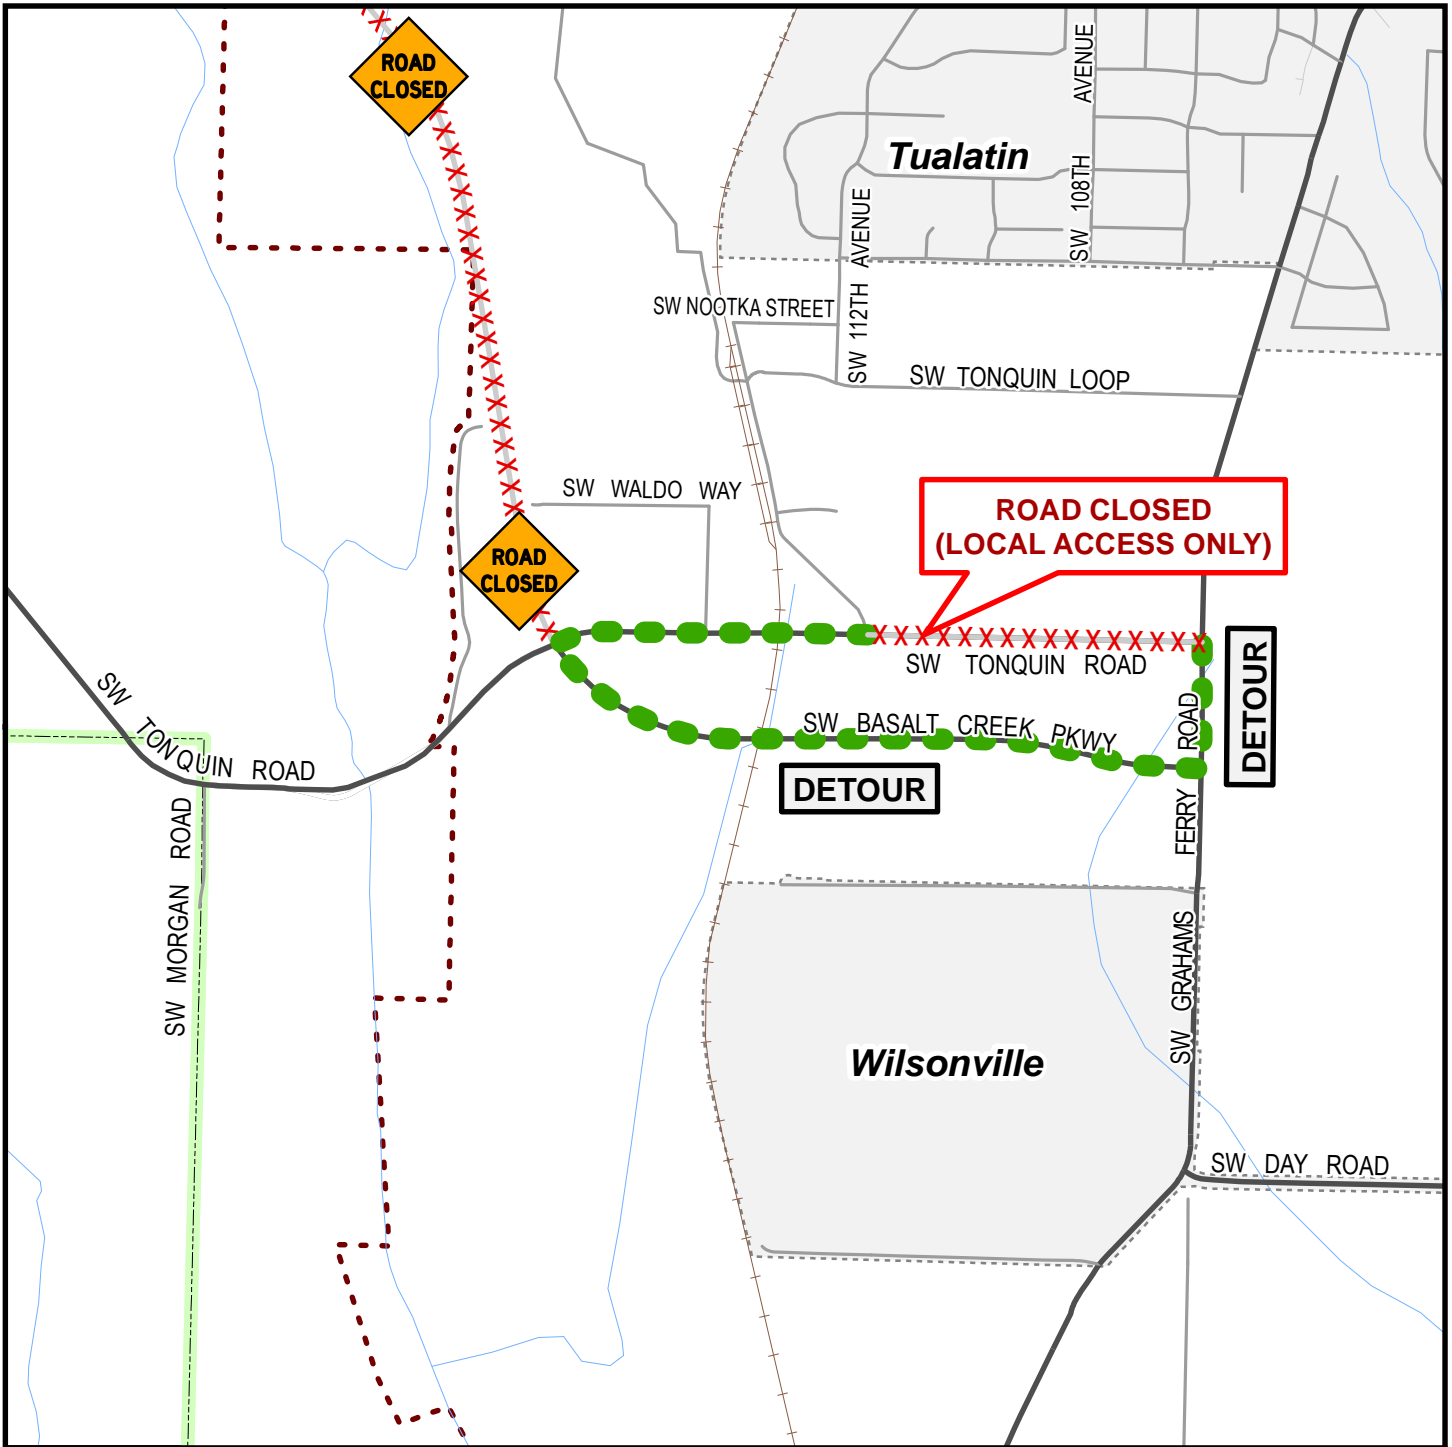 ROAD
CLOSED
AVENUE
Tualatin
SW 108TH
SW 112TH AVENUE
SW NOOTKA STREET
SW TONQUIN LOOP
SW WALDO WAY
ROAD CLOSED
(LOCAL ACCESS ONLY)
ROAD
CLOSED
SW TONQUIN ROAD
DETOUR
SW BASALT CREEK PKWY
SW TONQUIN ROAD
DETOUR
SW MORGAN ROAD
SW GRAHAMS FERRY ROAD
Wilsonville
SW DAY ROAD